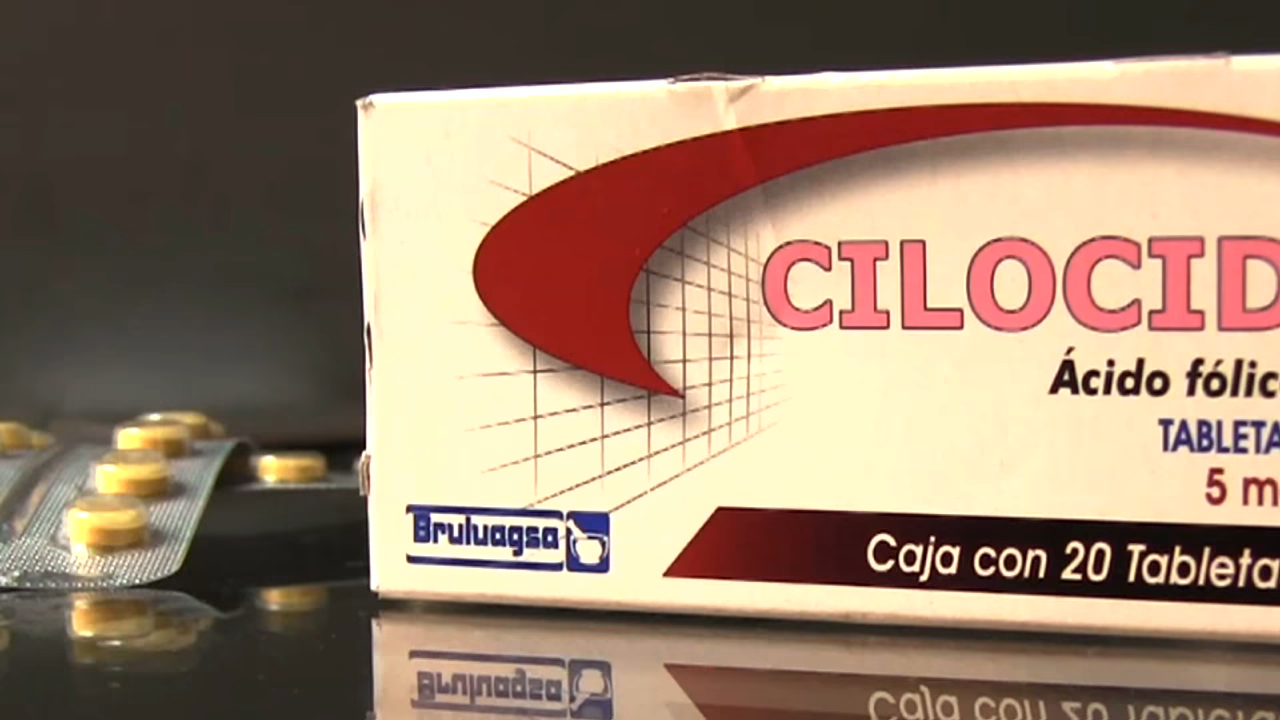 CILOCID
Ácido fólic
TABLETA
5 m
Bruluagsa
Caja con 20 Tableta